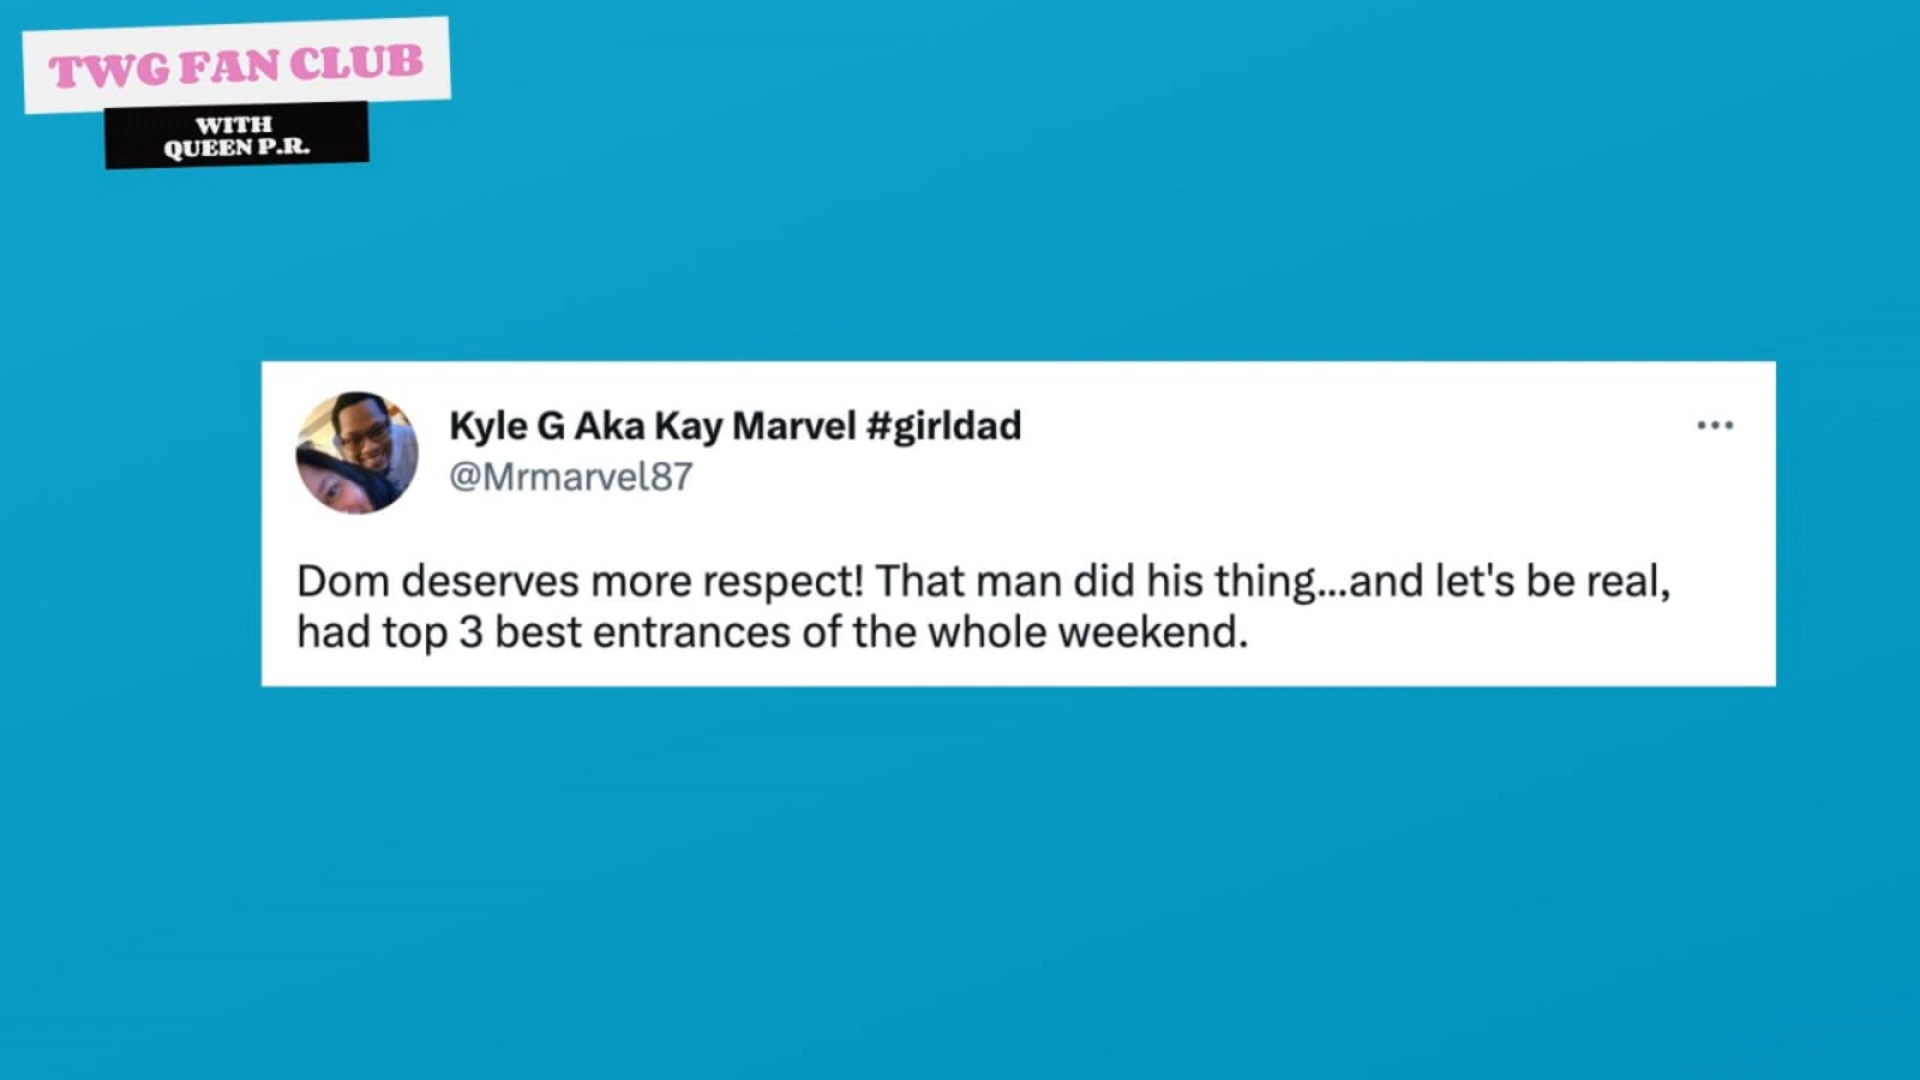 TWG FAN CLUB
WITH
QUEEN P.R.
Kyle G Aka Kay Marvel #girldad
@Mrmarvel87
Dom deserves more respect! That man did his thing...and let's be real,
had top 3 best entrances of the whole weekend.